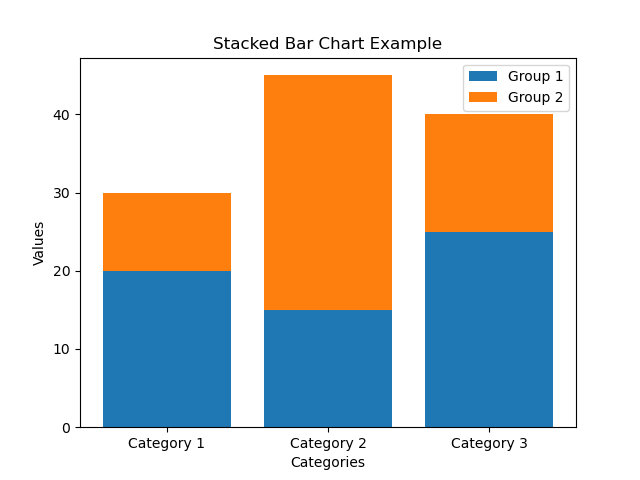 Stacked Bar Chart Example
Group 1
Group 2
Values
40
30
20
10
0
Category 1 Category 2 Category 3
Categories